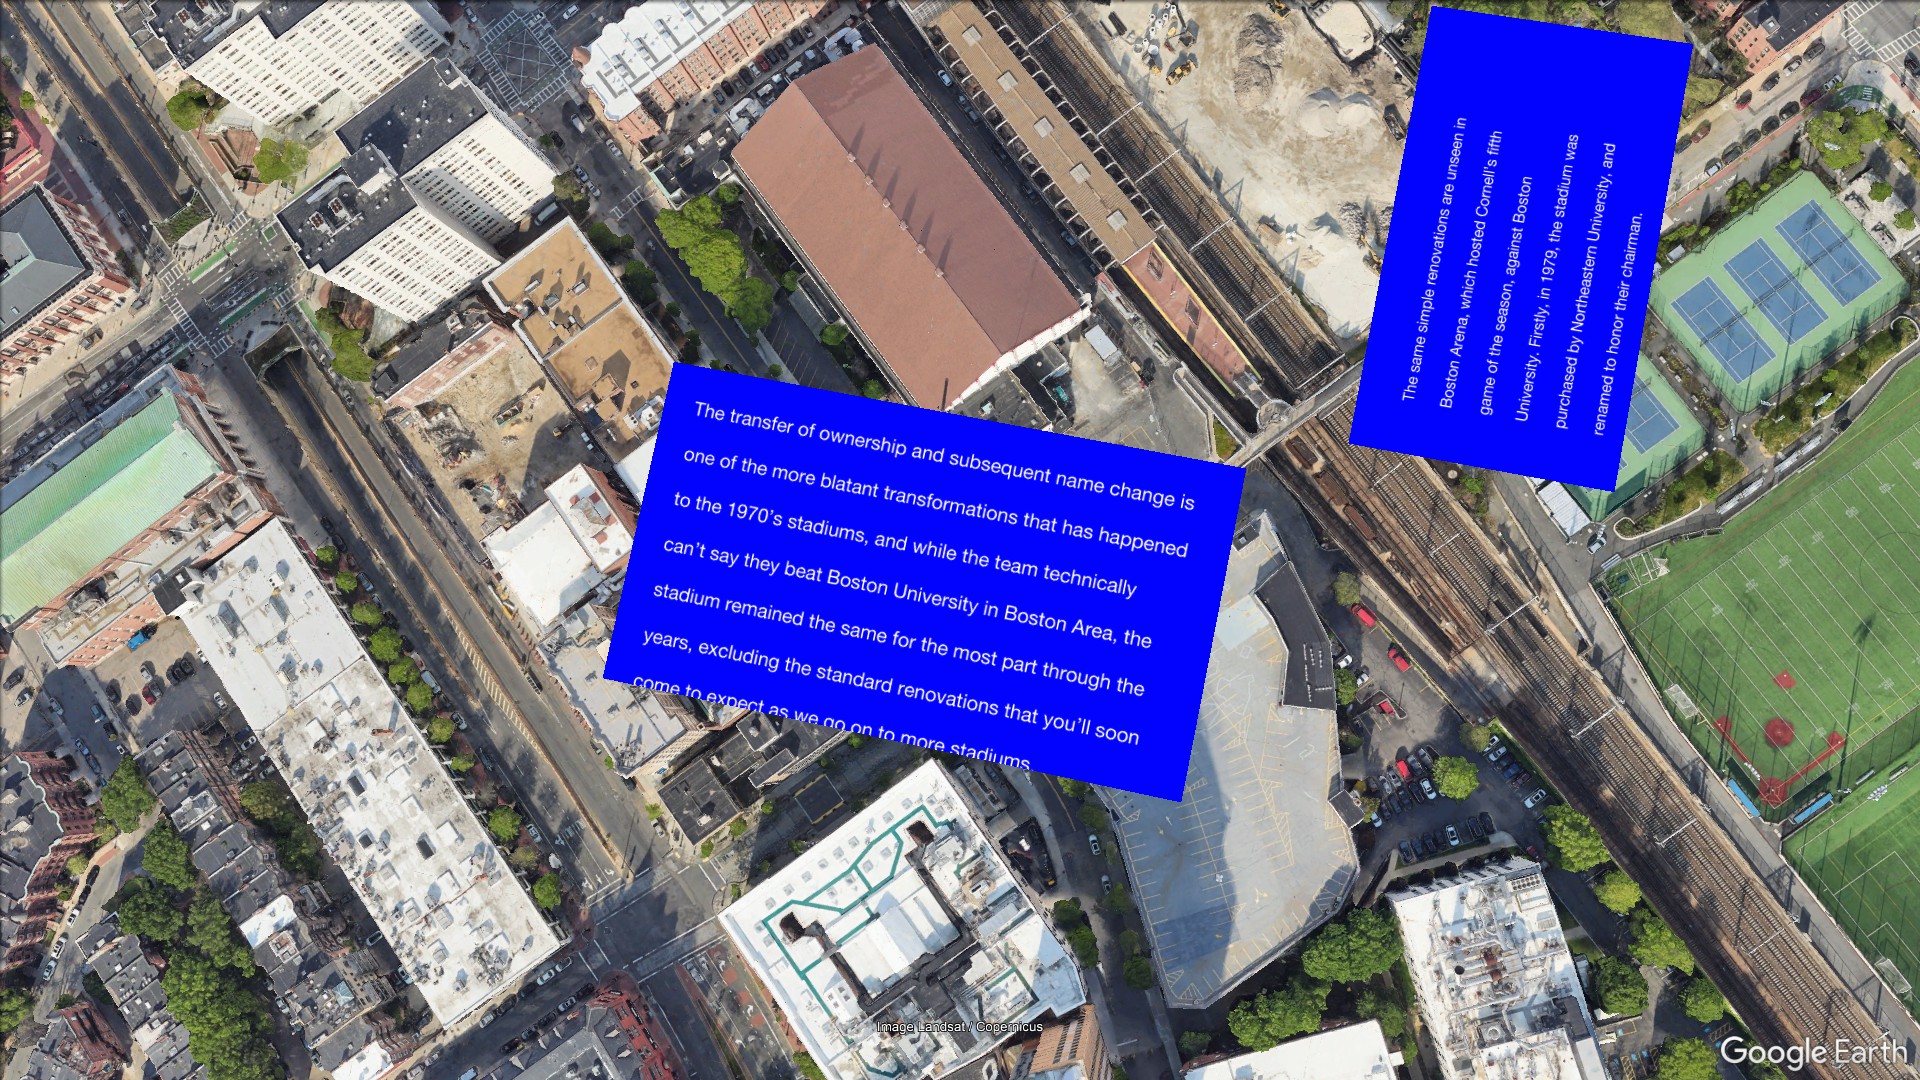 The same simple renovations are unseen in
Boston Arena, which hosted Cornell's fifth
game of the season, against Boston
University. Firstly, in 1979, the stadium was
purchased by Northeastern University, and
renamed to honor their chairman.
The transfer of ownership and subsequent name change is
one of the more blatant transformations that has happened
to the 1970's stadiums, and while the team technically
can't say they beat Boston University in Boston Area, the
stadium remained the same for the most part through the
years, excluding the standard renovations that you'll soon
come to expect as we go on to more stadiums.
Image Landsat / Copernicus
Google Earth